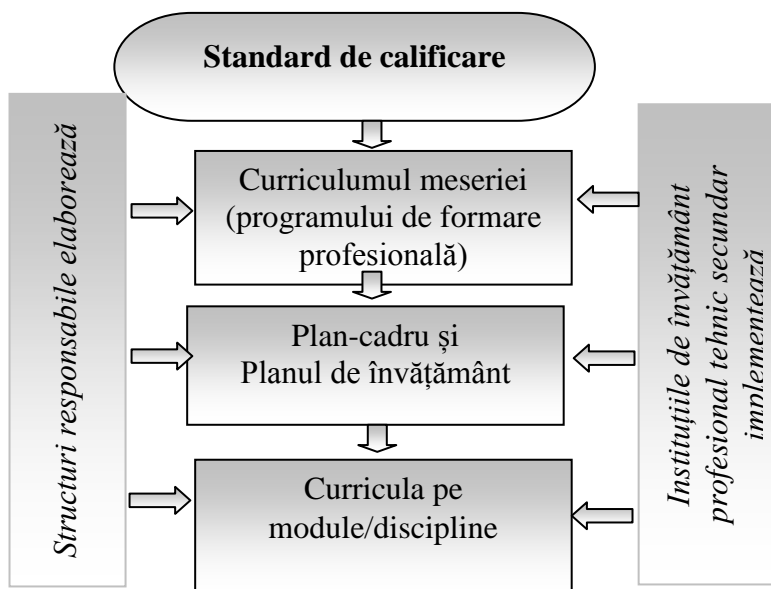 Standard de calificare
Structuri responsabile elaborează
Curriculumul meseriei
(programului de formare
profesională)
Plan-cadru și
Planul de învățământ
Curricula pe
module/discipline
Instituțiile de învățământ
profesional tehnic secundar
implementează